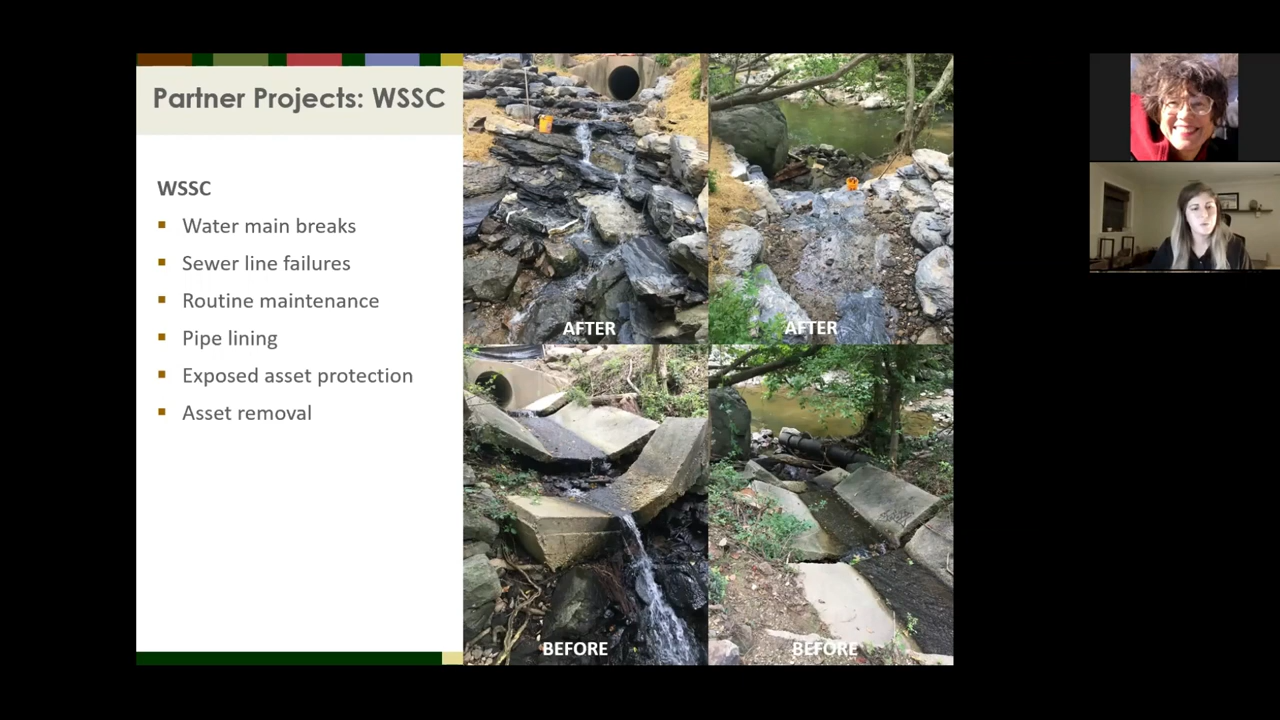 Partner Projects: WSSC
WSSC
Water main breaks
Sewer line failures
Routine maintenance
Pipe lining
Exposed asset protection
Asset removal
AFTER
AFTER
BEFORE
BEFORE